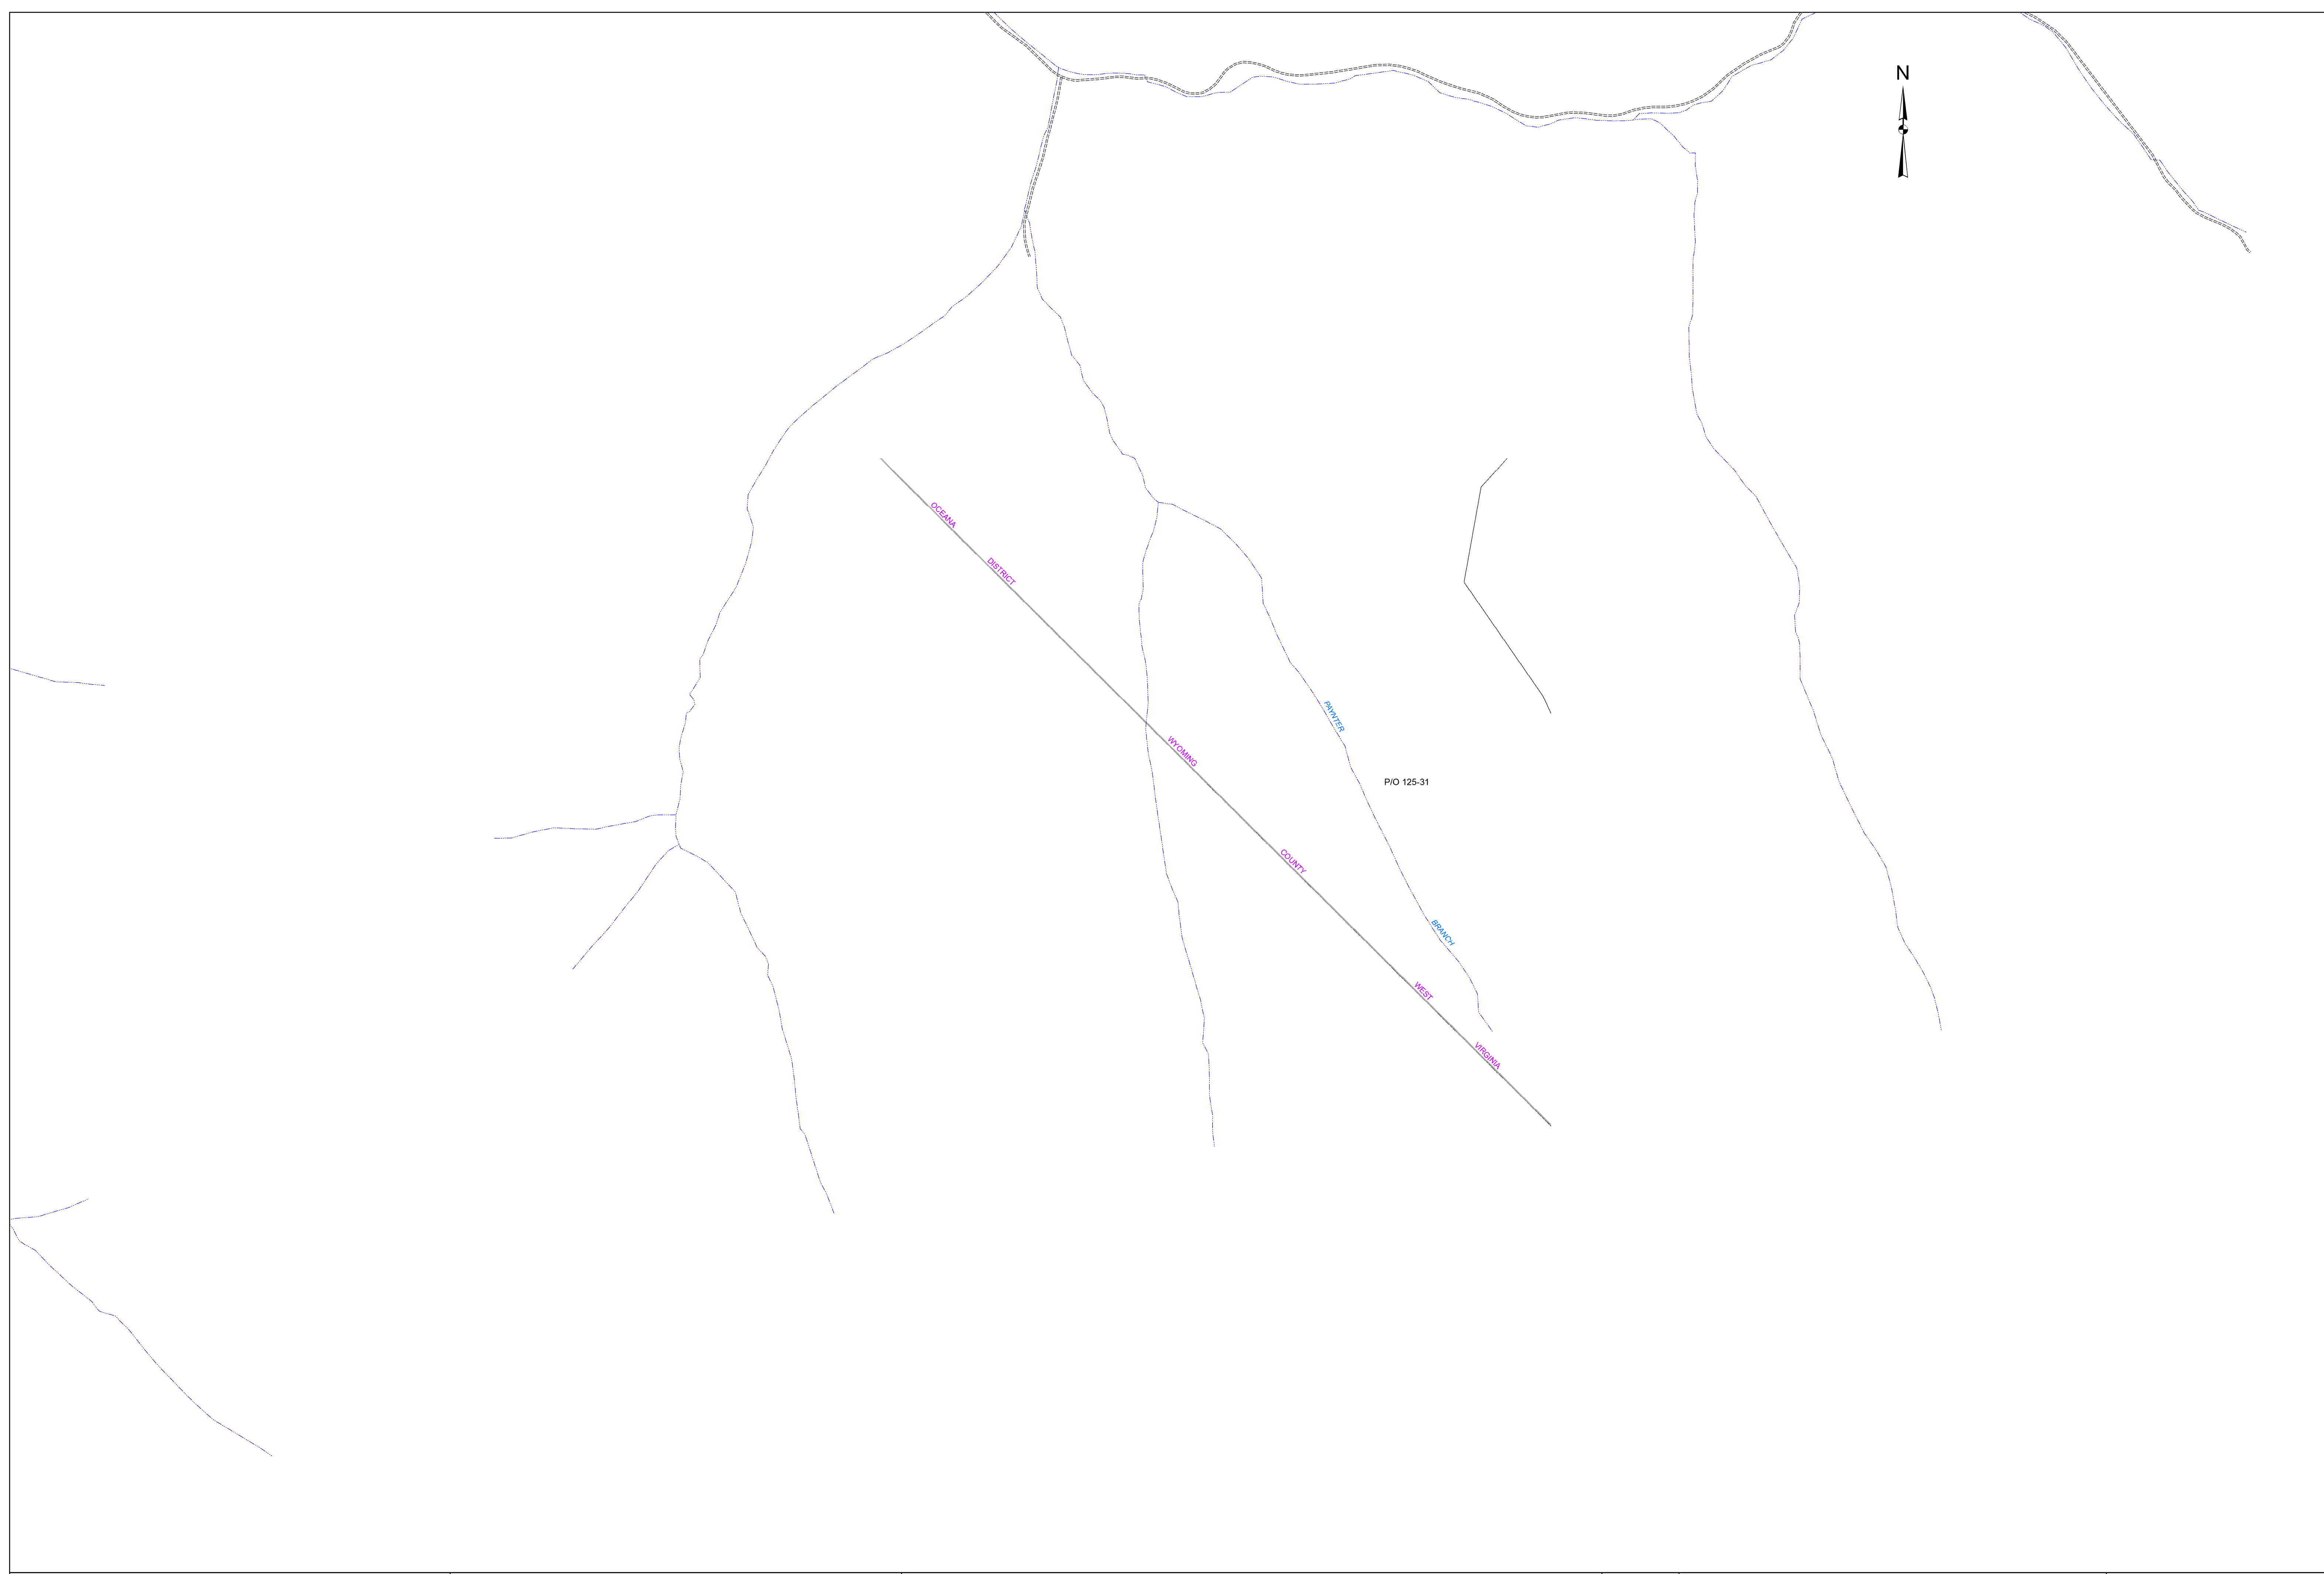 N
OCEANA DISTRICT WYOMING COUNTY WEST VIRGINIA
PAYNTER BRANCH
P/O 125-31